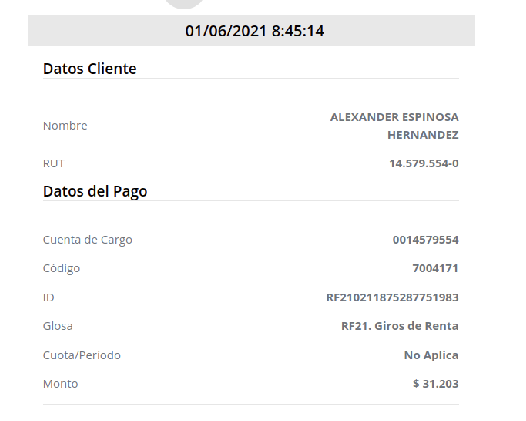 01/06/2021 8:45:14
Datos Cliente
Nombre
ALEXANDER ESPINOSA
HERNANDEZ
RUT 14.579.554-0
Datos del Pago
Cuenta de Cargo 0014579554
Código 7004171
ID RF210211875287751983
Glosa RF21. Giros de Renta
Cuota/Periodo No Aplica
Monto $ 31.203